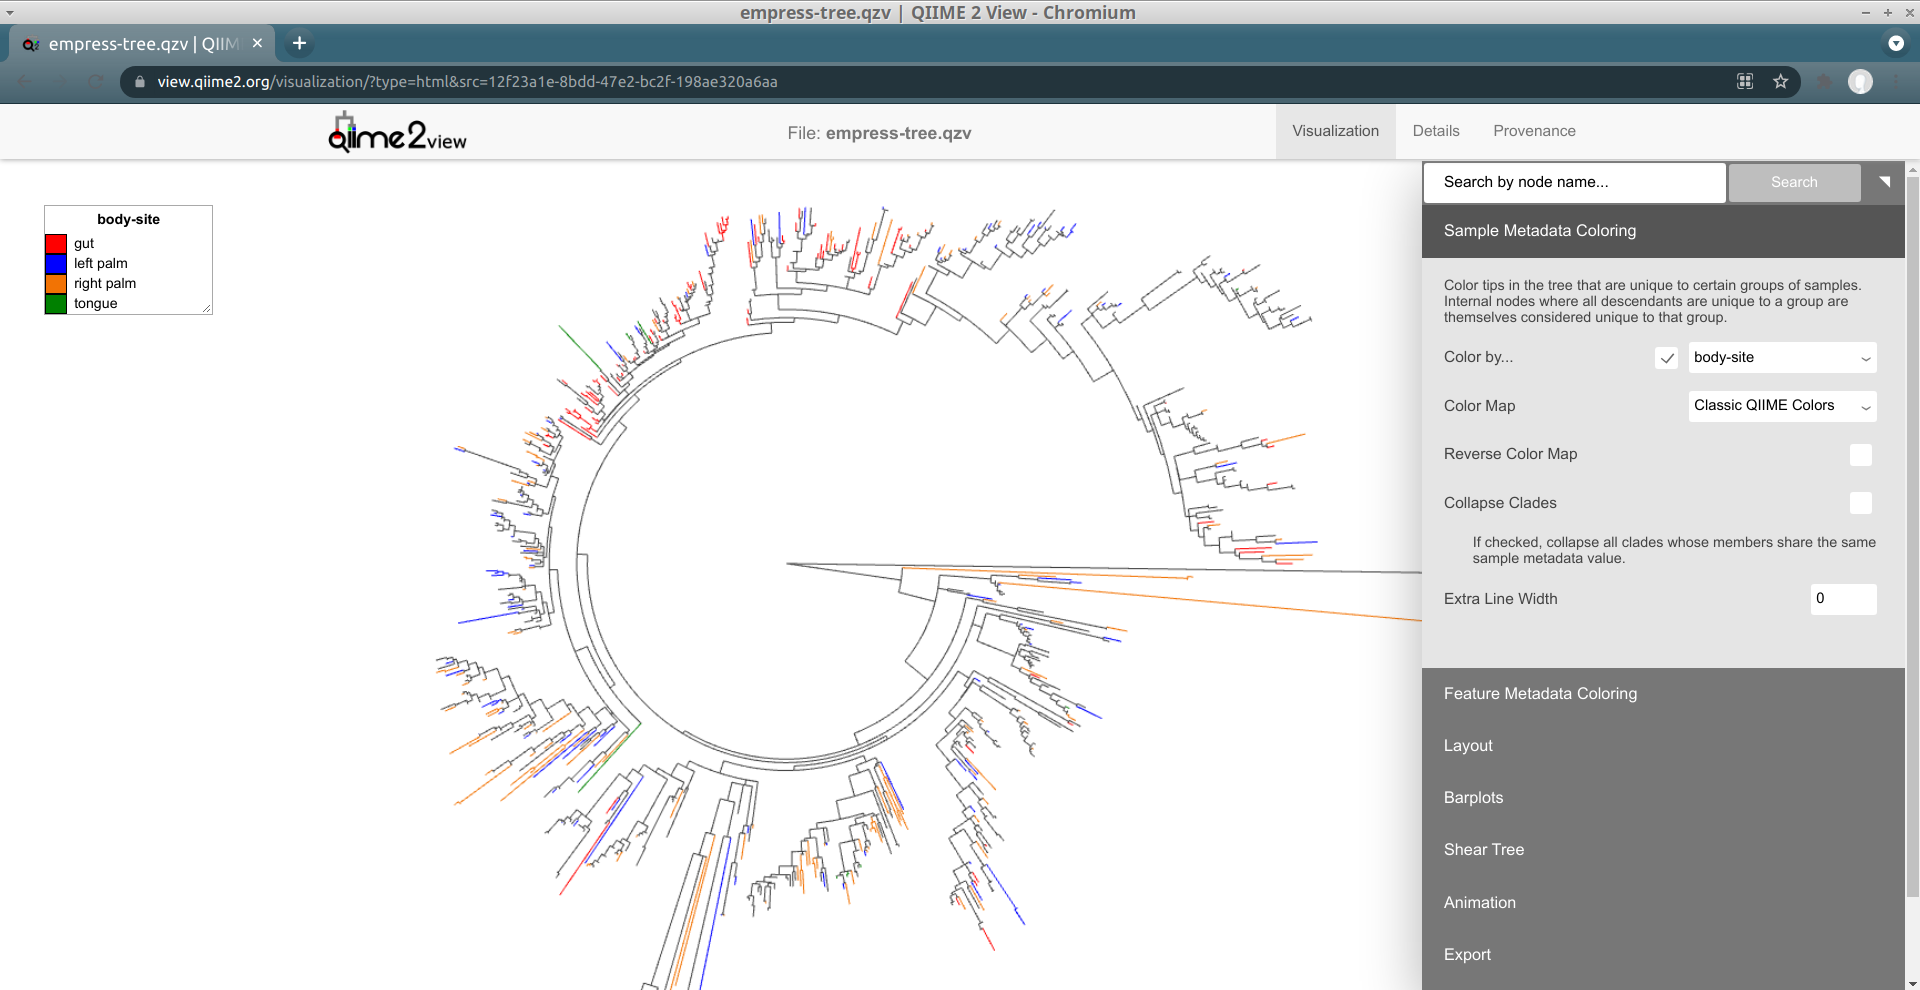 empress-tree.qzv | QIIME 2 View - Chromium
empress-tree.qzv | QIIM
view.qiime2.org/visualization/?type=html&src=12f23a1e-8bdd-47e2-bc2f-198ae320a6aa
qiime2view
File: empress-tree.qzv
Visualization
Details
Provenance
body-site
gut
left palm
right palm
tongue
Search by node name...
Search
Sample Metadata Coloring
Color tips in the tree that are unique to certain groups of samples.
Internal nodes where all descendants are unique to a group are
themselves considered unique to that group.
Color by...
body-site
Color Map
Classic QIIME Colors
Reverse Color Map
Collapse Clades
If checked, collapse all clades whose members share the same
sample metadata value.
Extra Line Width
0
Feature Metadata Coloring
Layout
Barplots
Shear Tree
Animation
Export